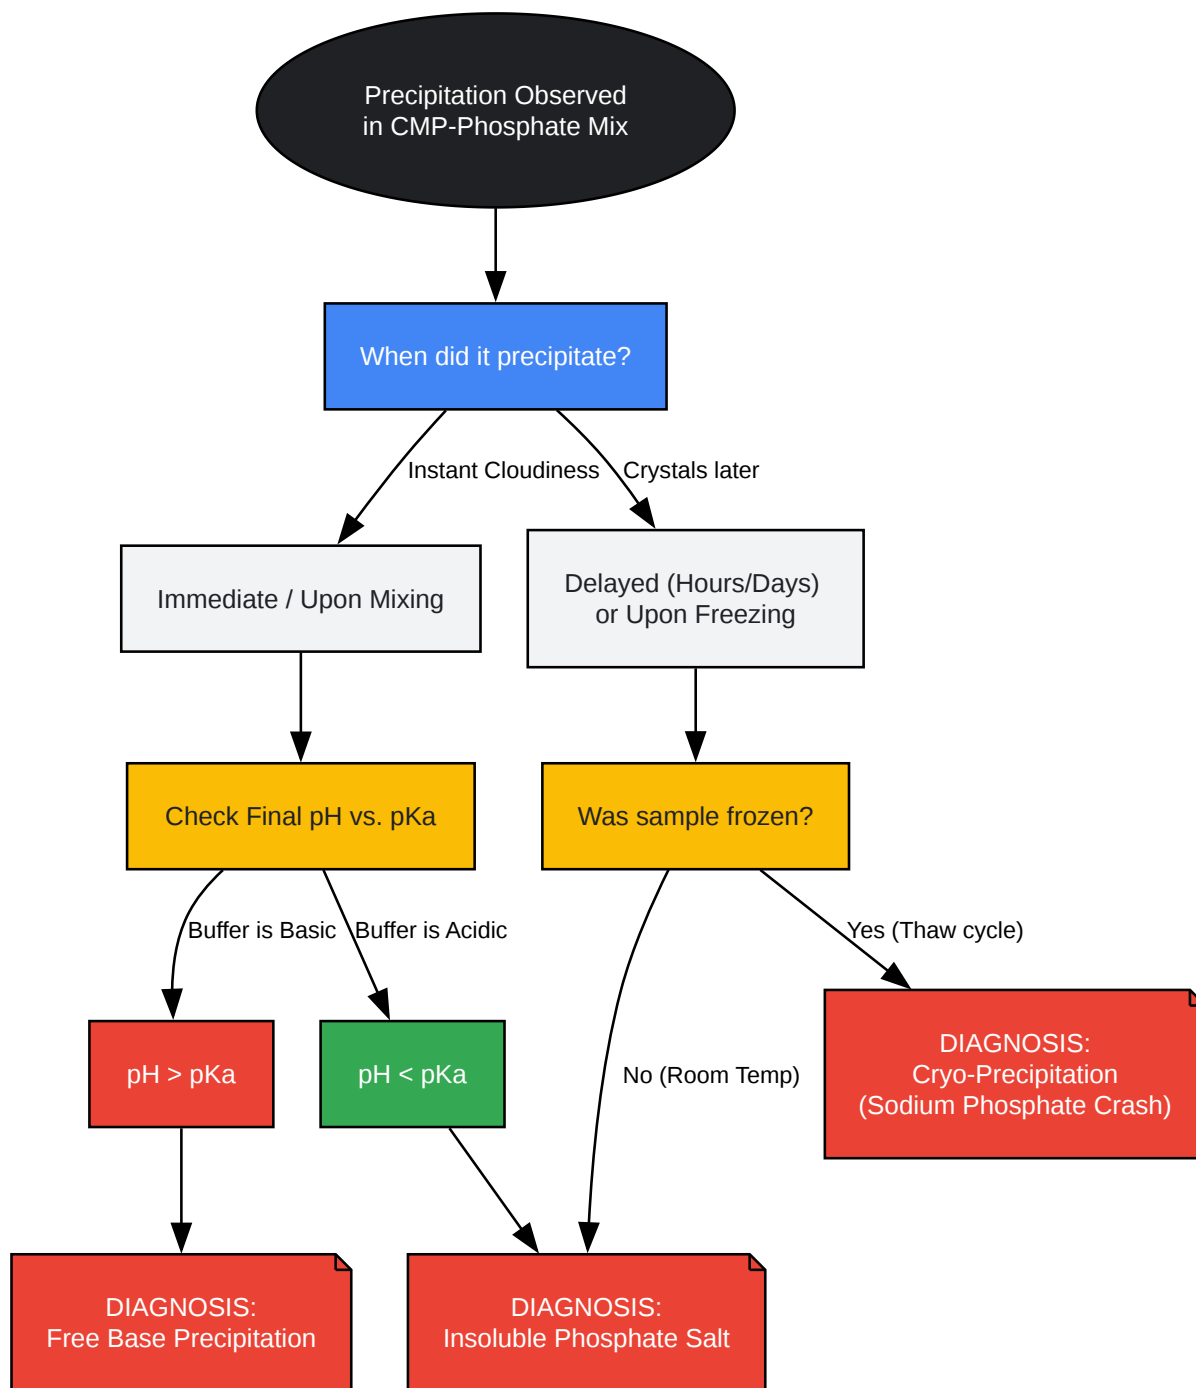 Precipitation Observed
in CMP-Phosphate Mix
When did it precipitate?
Instant Cloudiness
Crystals later
Immediate / Upon Mixing
Delayed (Hours/Days)
or Upon Freezing
Check Final pH vs. pKa
Was sample frozen?
Buffer is Basic
Buffer is Acidic
Yes (Thaw cycle)
pH > pKa
pH < pKa
No (Room Temp)
DIAGNOSIS:
Cryo-Precipitation
(Sodium Phosphate Crash)
DIAGNOSIS:
Free Base Precipitation
DIAGNOSIS:
Insoluble Phosphate Salt